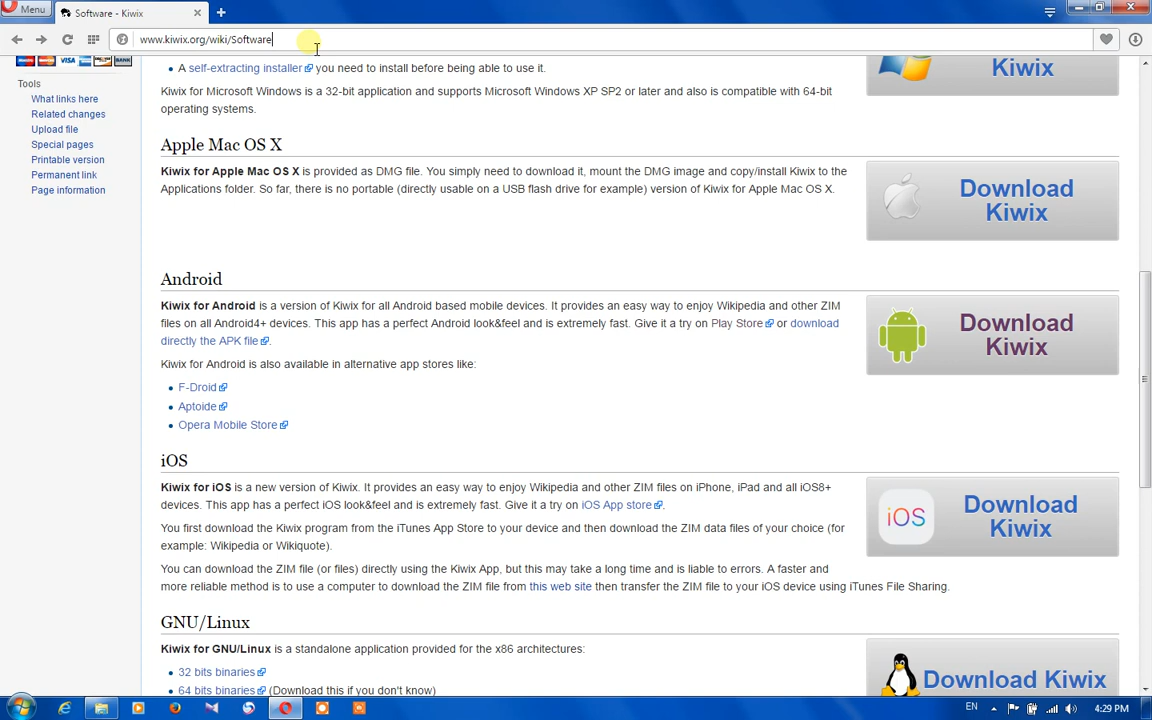 Menu
Software - Kiwix
www.kiwix.org/wiki/Software
VISA
BANK
Tools
What links here
Related changes
Upload file
Special pages
Printable version
Permanent link
Page information
A self-extracting installer you need to install before being able to use it.
Kiwix for Microsoft Windows is a 32-bit application and supports Microsoft Windows XP SP2 or later and also is compatible with 64-bit
operating systems.
Kiwix
Apple Mac OS X
Kiwix for Apple Mac OS X is provided as DMG file. You simply need to download it, mount the DMG image and copy/install Kiwix to the
Applications folder. So far, there is no portable (directly usable on a USB flash drive for example) version of Kiwix for Apple Mac OS X.
Download
Kiwix
Android
Kiwix for Android is a version of Kiwix for all Android based mobile devices. It provides an easy way to enjoy Wikipedia and other ZIM
files on all Android4+ devices. This app has a perfect Android look&feel and is extremely fast. Give it a try on Play Store or download
directly the APK file.
Kiwix for Android is also available in alternative app stores like:
F-Droid
Aptoide
Opera Mobile Store
Download
Kiwix
iOS
Kiwix for iOS is a new version of Kiwix. It provides an easy way to enjoy Wikipedia and other ZIM files on iPhone, iPad and all iOS8+
devices. This app has a perfect iOS look&feel and is extremely fast. Give it a try on iOS App store.
You first download the Kiwix program from the iTunes App Store to your device and then download the ZIM data files of your choice (for
example: Wikipedia or Wikiquote).
You can download the ZIM file (or files) directly using the Kiwix App, but this may take a long time and is liable to errors. A faster and
more reliable method is to use a computer to download the ZIM file from this web site then transfer the ZIM file to your iOS device using iTunes File Sharing.
iOS
Download
Kiwix
GNU/Linux
Kiwix for GNU/Linux is a standalone application provided for the x86 architectures:
32 bits binaries
64 bits binaries (Download this if you don't know)
Download Kiwix
EN
4:29 PM